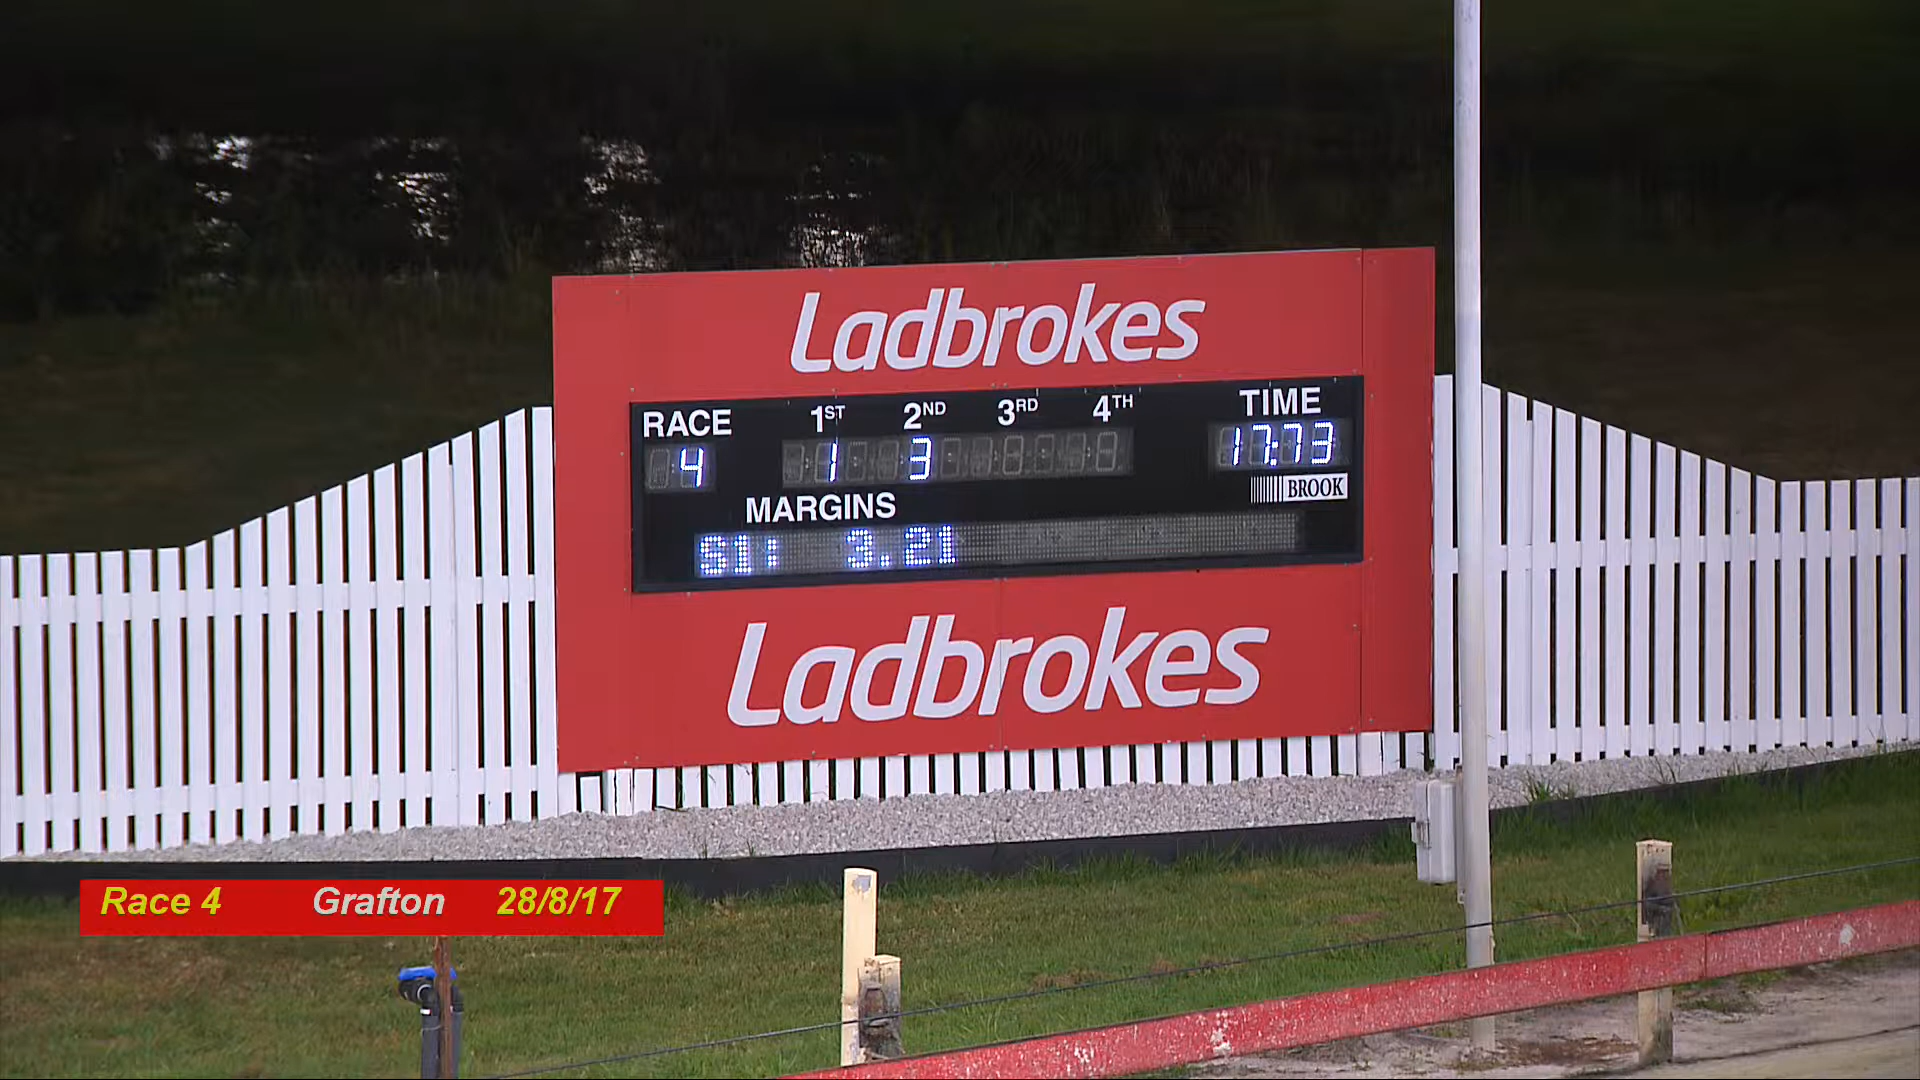 Ladbrokes
RACE 1ST 2ND 3RD 4TH TIME
4 1 3 17:73
BROOK
MARGINS
S1: 3.21
Ladbrokes
Race 4 Grafton 28/8/17